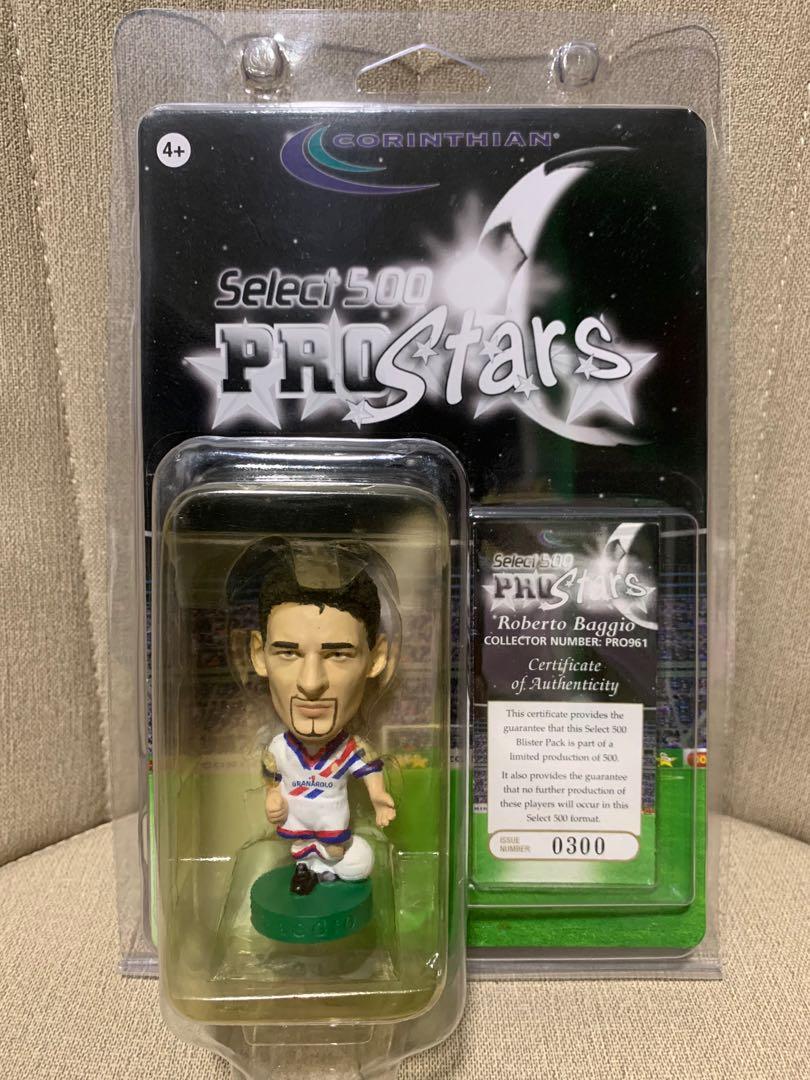 4+
CORINTHIAN
Select 500
PROStars
Select 500
PROStars
Roberto Baggio
COLLECTOR NUMBER: PRO961
Certificate
of Authenticity
This certificate provides the
guarantee that this Select 500
Blister Pack is part of a
limited production of 500.
It also provides the guarantee
that no further production of
these players will occur in this
Select 500 format.
ISSUE
NUMBER 0300
GRANAROLO
BAGGIO